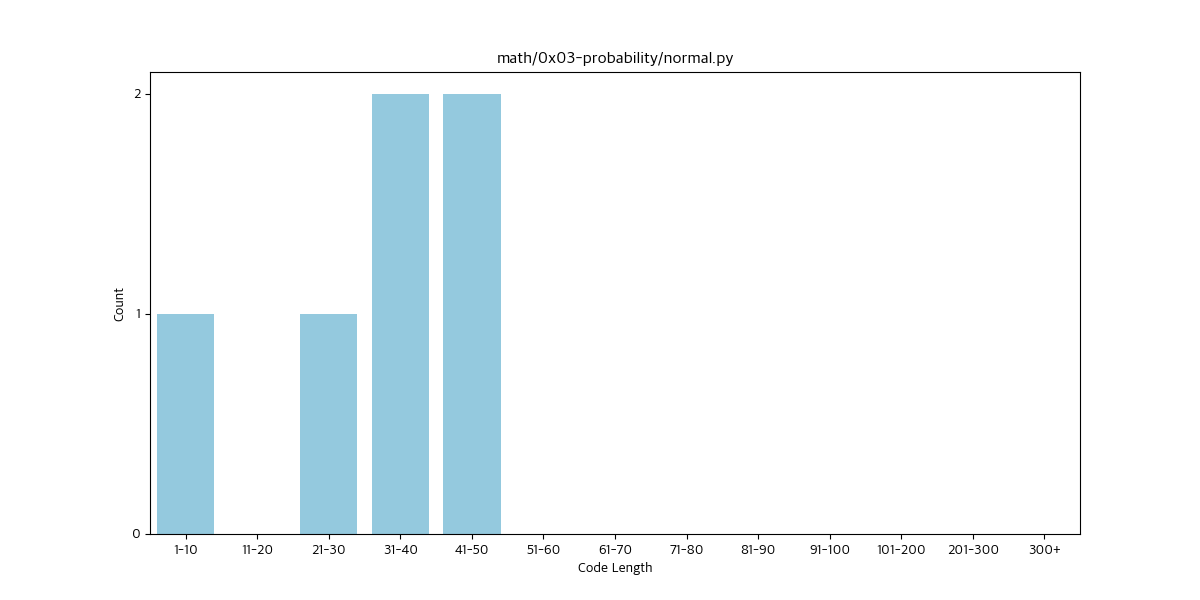 math/0x03-probability/normal.py
2
1
0
Count
1-10 11-20 21-30 31-40 41-50 51-60 61-70 71-80 81-90 91-100 101-200 201-300 300+
Code Length